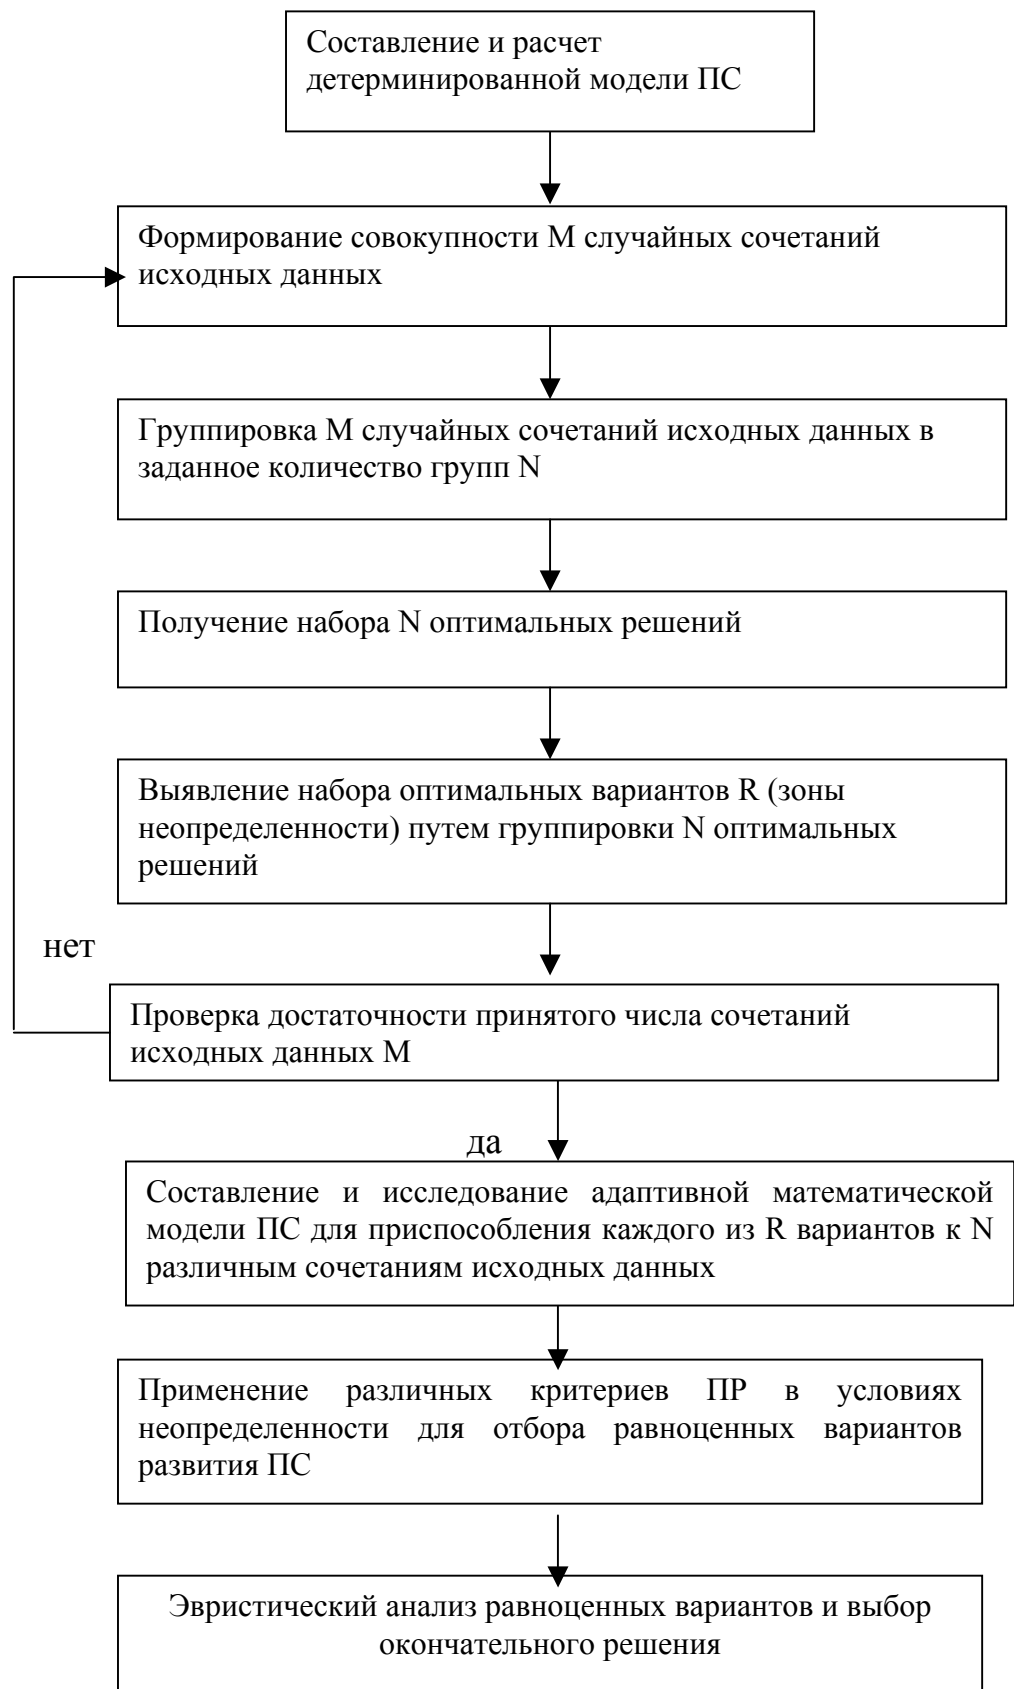 Составление и расчет
детерминированной модели ПС
Формирование совокупности М случайных сочетаний
исходных данных
Группировка М случайных сочетаний исходных данных в
заданное количество групп N
Получение набора N оптимальных решений
Выявление набора оптимальных вариантов R (зоны
неопределенности) путем группировки N оптимальных
решений
нет
Проверка достаточности принятого числа сочетаний
исходных данных М
да
Составление и исследование адаптивной математической
модели ПС для приспособления каждого из R вариантов к N
различным сочетаниям исходных данных
Применение различных критериев ПР в условиях
неопределенности для отбора равноценных вариантов
развития ПС
Эвристический анализ равноценных вариантов и выбор
окончательного решения